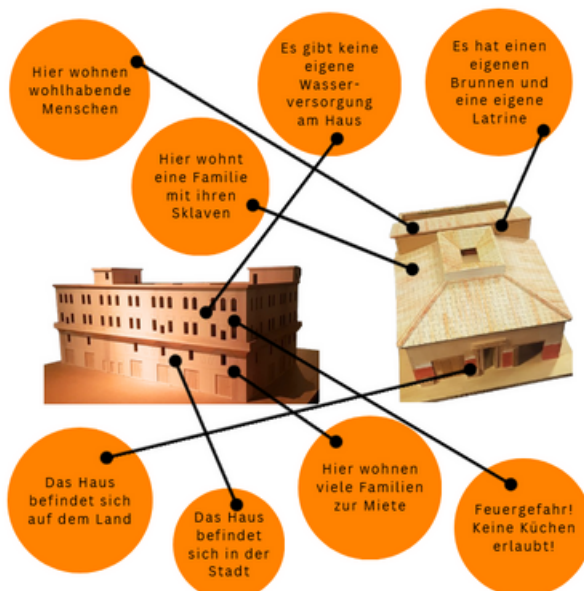 Hier wohnen
wohlhabende
Menschen
Es gibt keine
eigene
Wasser-
versorgung
am Haus
Es hat einen
eigenen
Brunnen und
eine eigene
Latrine
Hier wohnt
eine Familie
mit ihren
Sklaven
Das Haus
befindet sich
auf dem Land
Das Haus
befindet
sich in der
Stadt
Hier wohnen
viele Familien
zur Miete
Feuergefahr!
Keine Küchen
erlaubt!